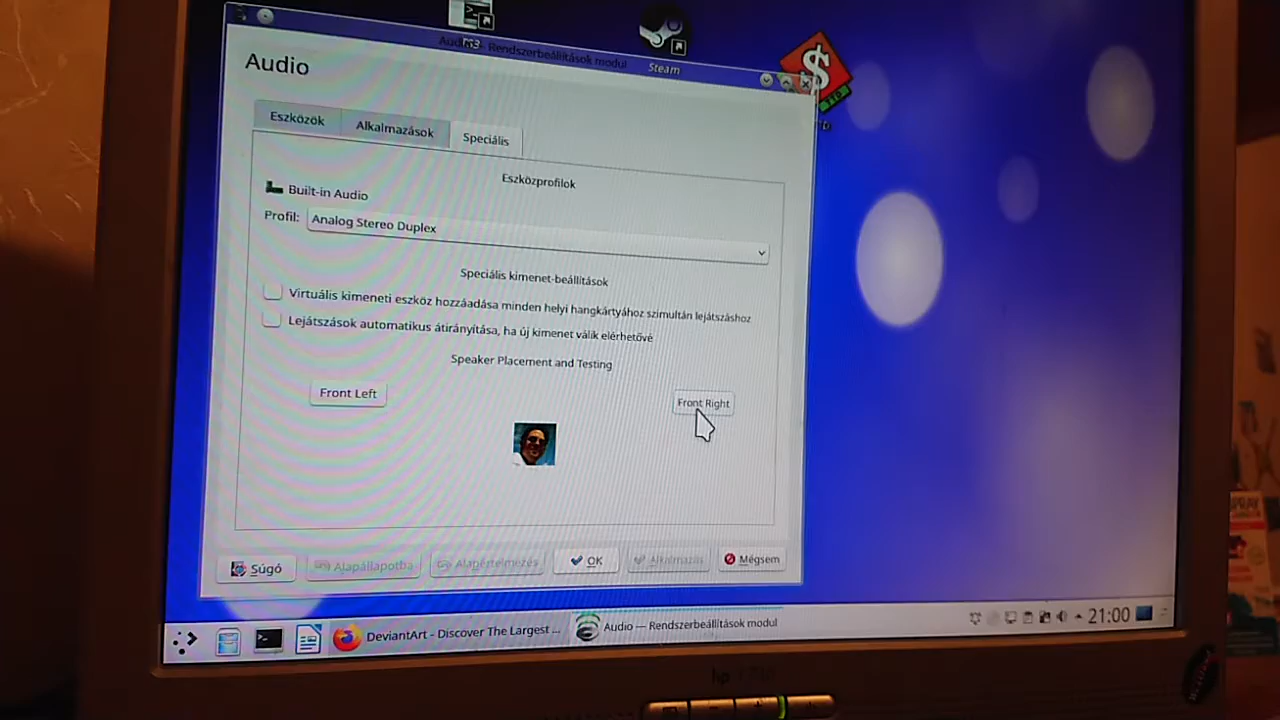 Audio — Rendszerbeállítások modul
Steam
Audio
Eszközök
Alkalmazások
Speciális
Eszközprofilok
Built-in Audio
Profil: Analog Stereo Duplex
Speciális kimenet-beállítások
Virtuális kimeneti eszköz hozzáadása minden helyi hangkártyához szimultán lejátszáshoz
Lejátszások automatikus átirányítása, ha új kimenet válik elérhetővé
Speaker Placement and Testing
Front Left
Front Right
Súgó
Alapállapotba
Alapértelmezés
OK
Alkalmazás
Mégsem
DeviantArt - Discover The Largest ...
Audio — Rendszerbeállítások modul
21:00
hp
SPRAY